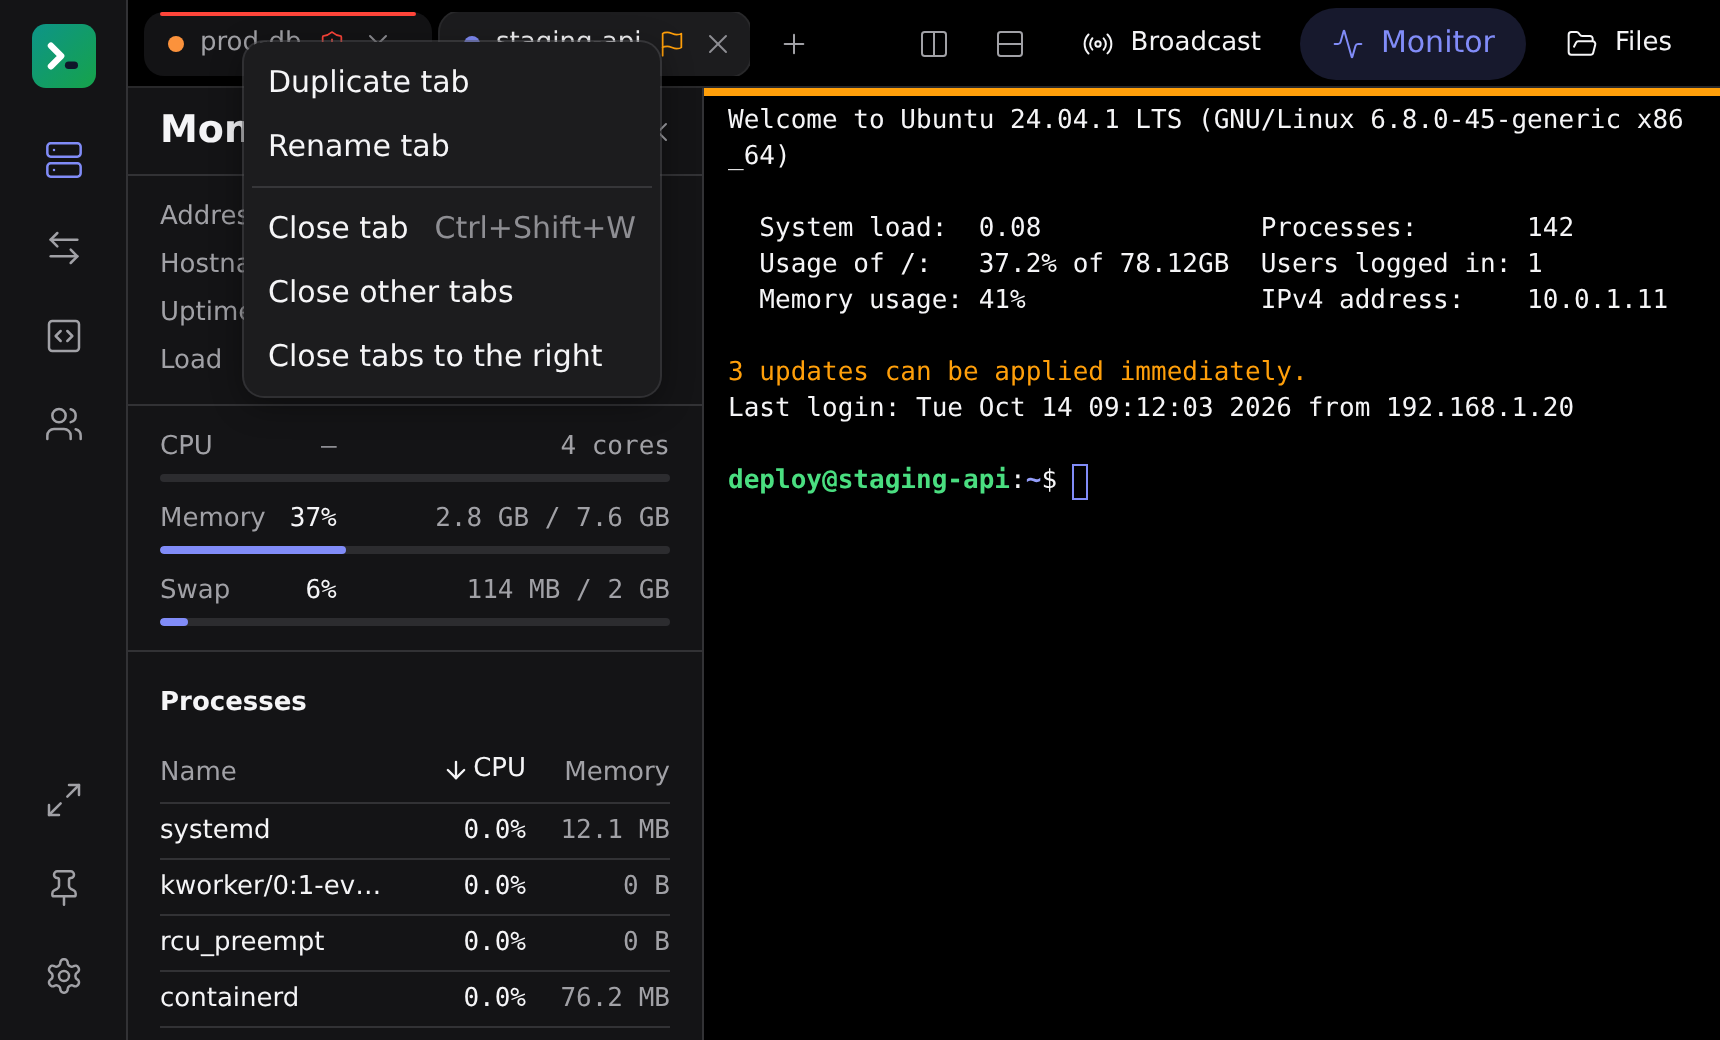 prod-db
staging-api
Broadcast
Monitor
Files
Duplicate tab
Rename tab
Close tab Ctrl+Shift+W
Close other tabs
Close tabs to the right
Load
CPU – 4 cores
Memory 37% 2.8 GB / 7.6 GB
Swap 6% 114 MB / 2 GB
Processes
Name CPU Memory
systemd 0.0% 12.1 MB
kworker/0:1-ev... 0.0% 0 B
rcu_preempt 0.0% 0 B
containerd 0.0% 76.2 MB
Welcome to Ubuntu 24.04.1 LTS (GNU/Linux 6.8.0-45-generic x86
_64)
System load: 0.08 Processes: 142
Usage of /: 37.2% of 78.12GB Users logged in: 1
Memory usage: 41% IPv4 address: 10.0.1.11
3 updates can be applied immediately.
Last login: Tue Oct 14 09:12:03 2026 from 192.168.1.20
deploy@staging-api:~$